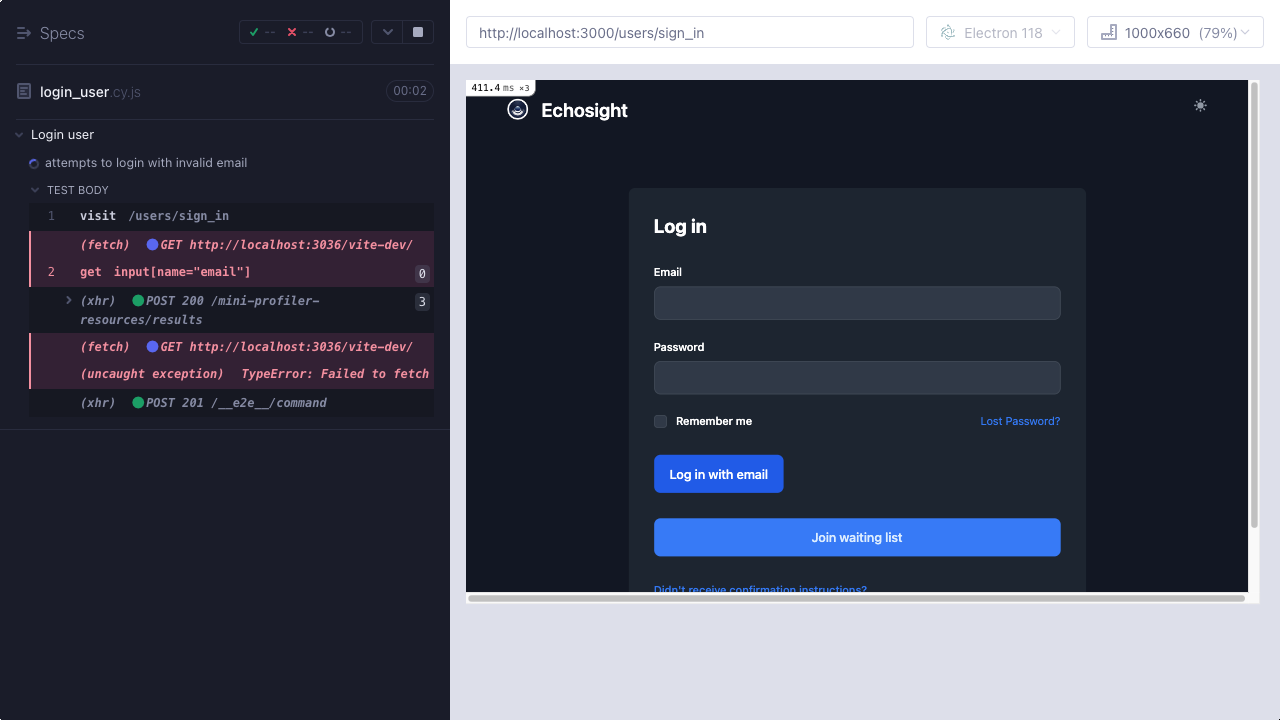 Specs
-- -- --
login_user.cy.js
00:02
Login user
attempts to login with invalid email
TEST BODY
1 visit /users/sign_in
(fetch) GET http://localhost:3036/vite-dev/
2 get input[name="email"] 0
(xhr) POST 200 /mini-profiler- 3
resources/results
(fetch) GET http://localhost:3036/vite-dev/
(uncaught exception) TypeError: Failed to fetch
(xhr) POST 201 /__e2e__/command
http://localhost:3000/users/sign_in
Electron 118
1000x660 (79%)
411.4 ms ×3
Echosight
Log in
Email
Password
Remember me
Lost Password?
Log in with email
Join waiting list
Didn't receive confirmation instructions?